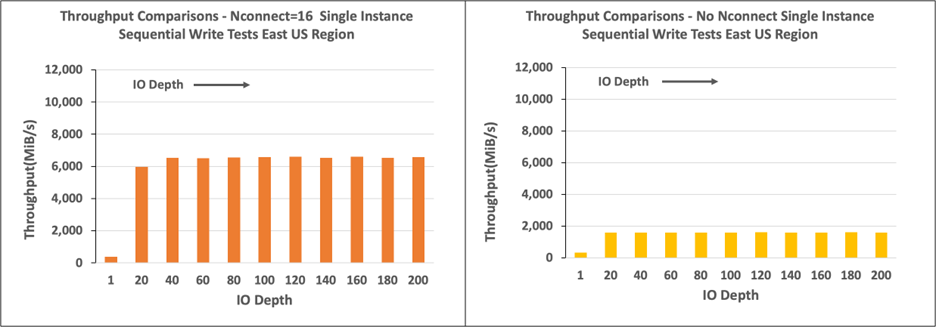 Throughput Comparisons - Nconnect=16 Single Instance
Sequential Write Tests East US Region
12,000
10,000
8,000
6,000
4,000
2,000
0
Throughput(MiB/s)
IO Depth
1 20 40 60 80 100 120 140 160 180 200
IO Depth
Throughput Comparisons - No Nconnect Single Instance
Sequential Write Tests East US Region
12,000
10,000
8,000
6,000
4,000
2,000
0
Throughput(MiB/s)
IO Depth
1 20 40 60 80 100 120 140 160 180 200
IO Depth